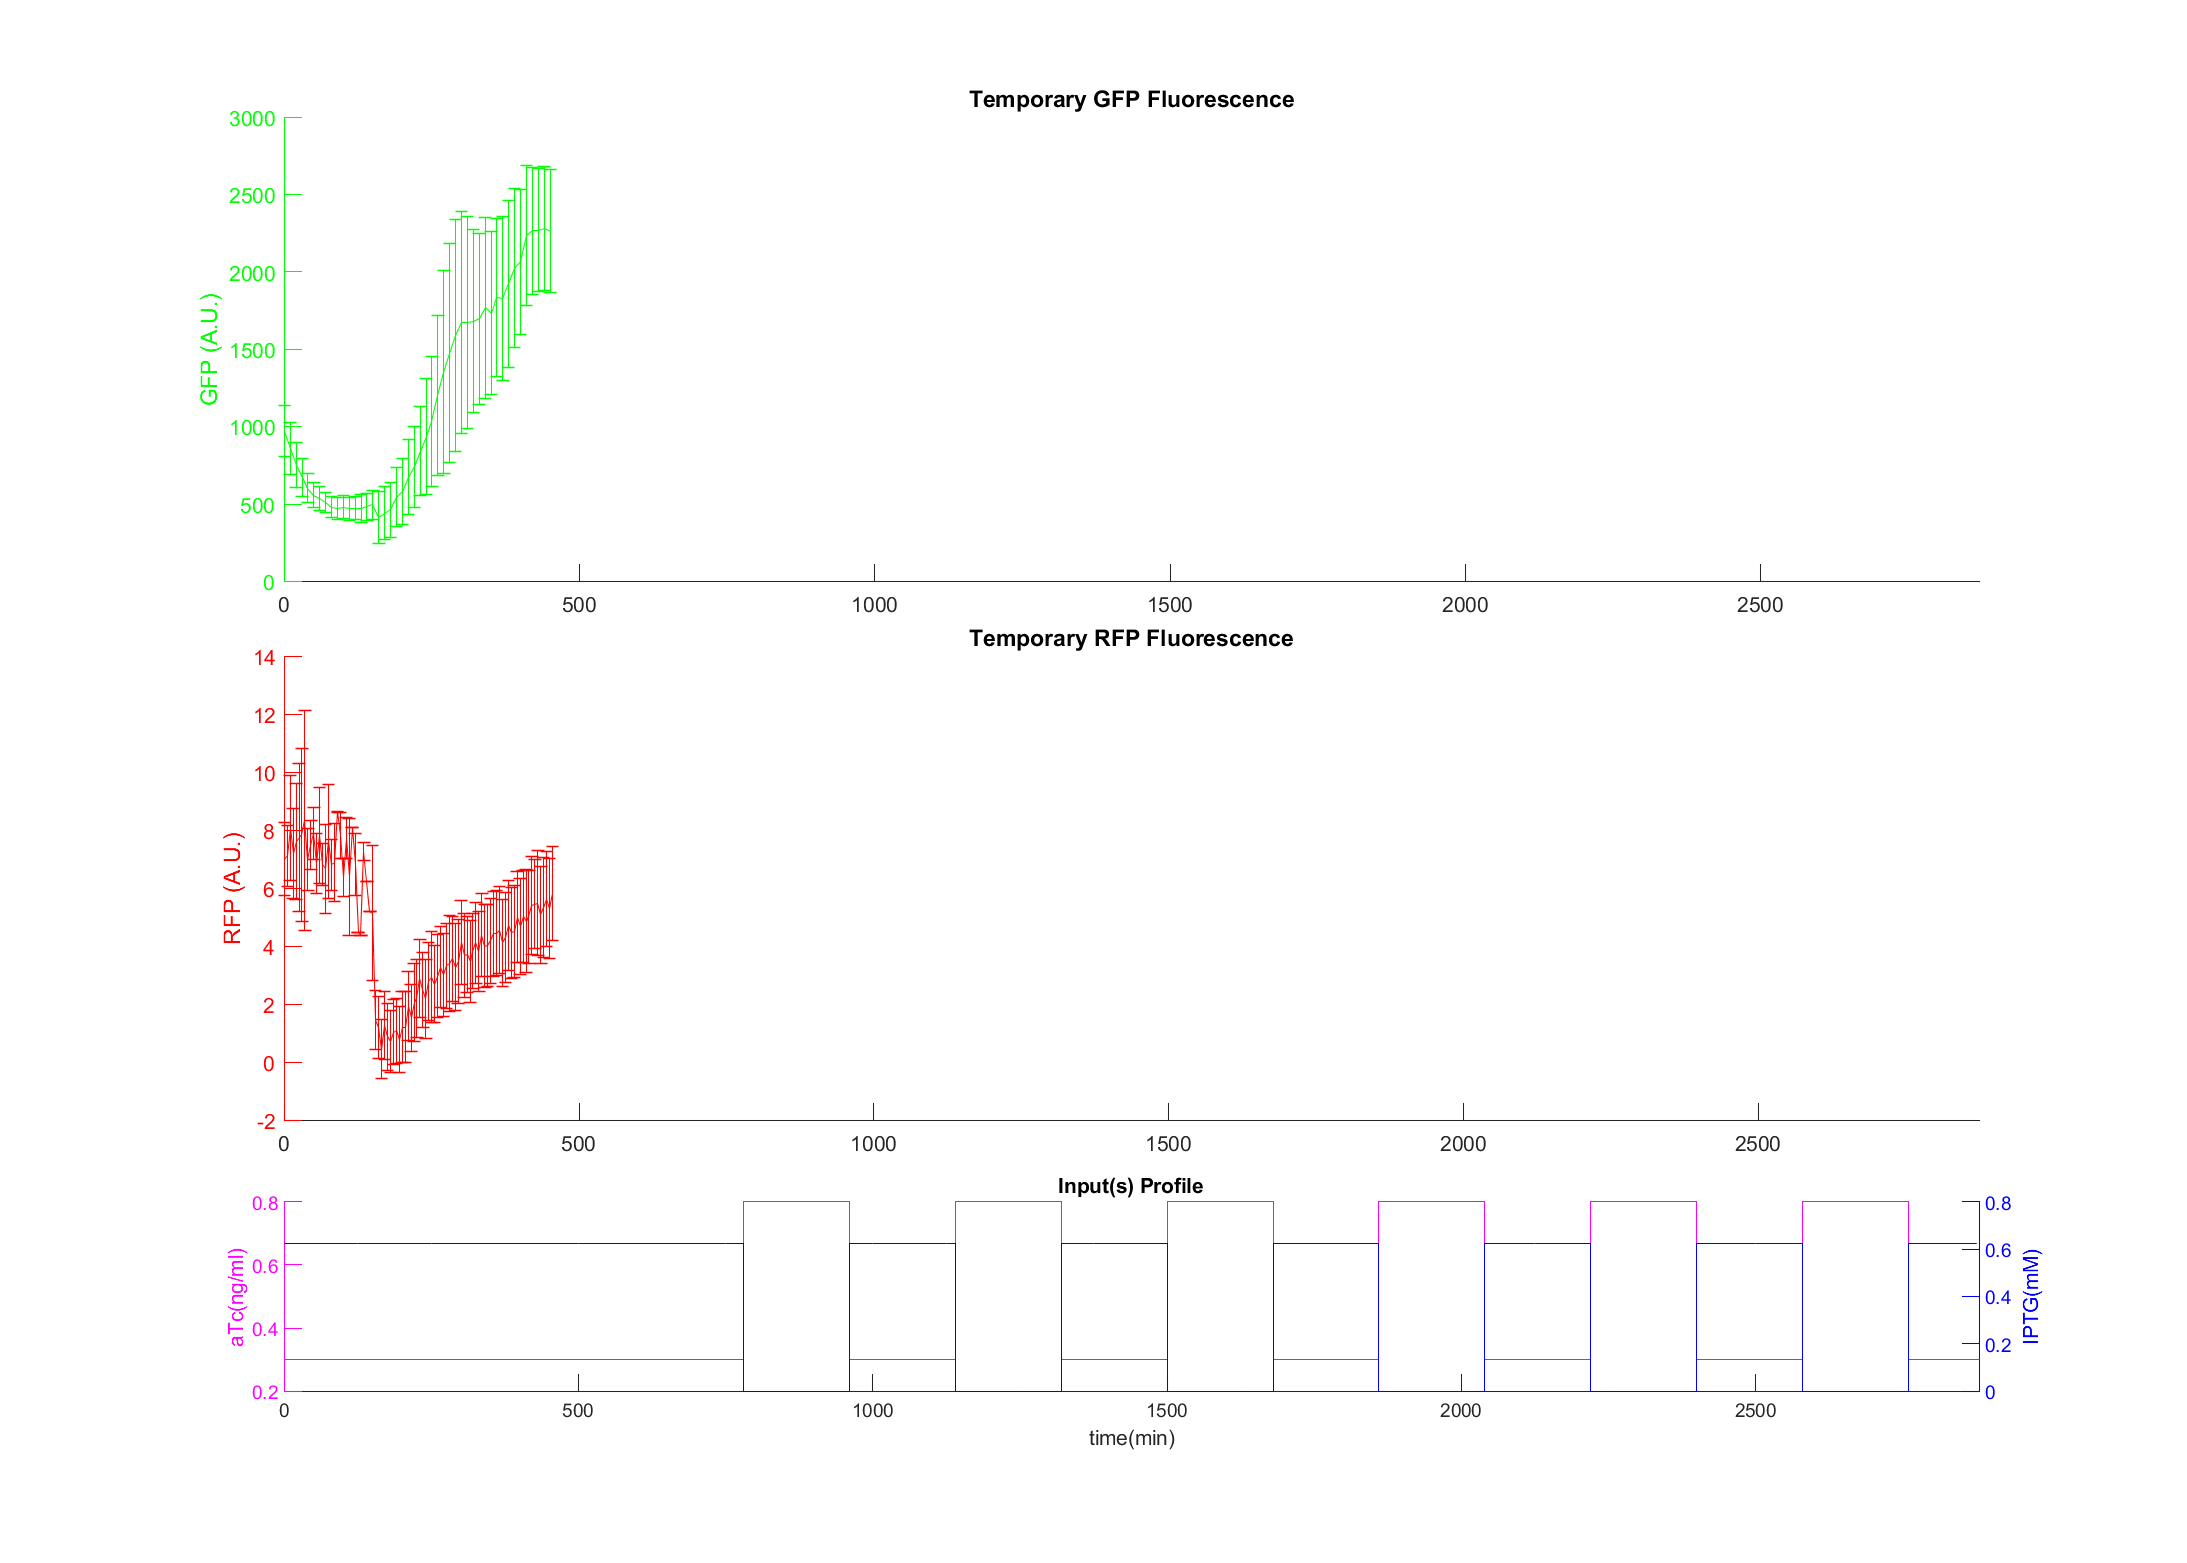 Temporary GFP Fluorescence
3000
2500
2000
1500
1000
500
0
GFP (A.U.)
0 500 1000 1500 2000 2500
Temporary RFP Fluorescence
14
12
10
8
6
4
2
0
-2
RFP (A.U.)
0 500 1000 1500 2000 2500
Input(s) Profile
0.8
0.6
0.4
0.2
aTc(ng/ml)
0.8
0.6
0.4
0.2
0
IPTG(mM)
0 500 1000 1500 2000 2500
time(min)